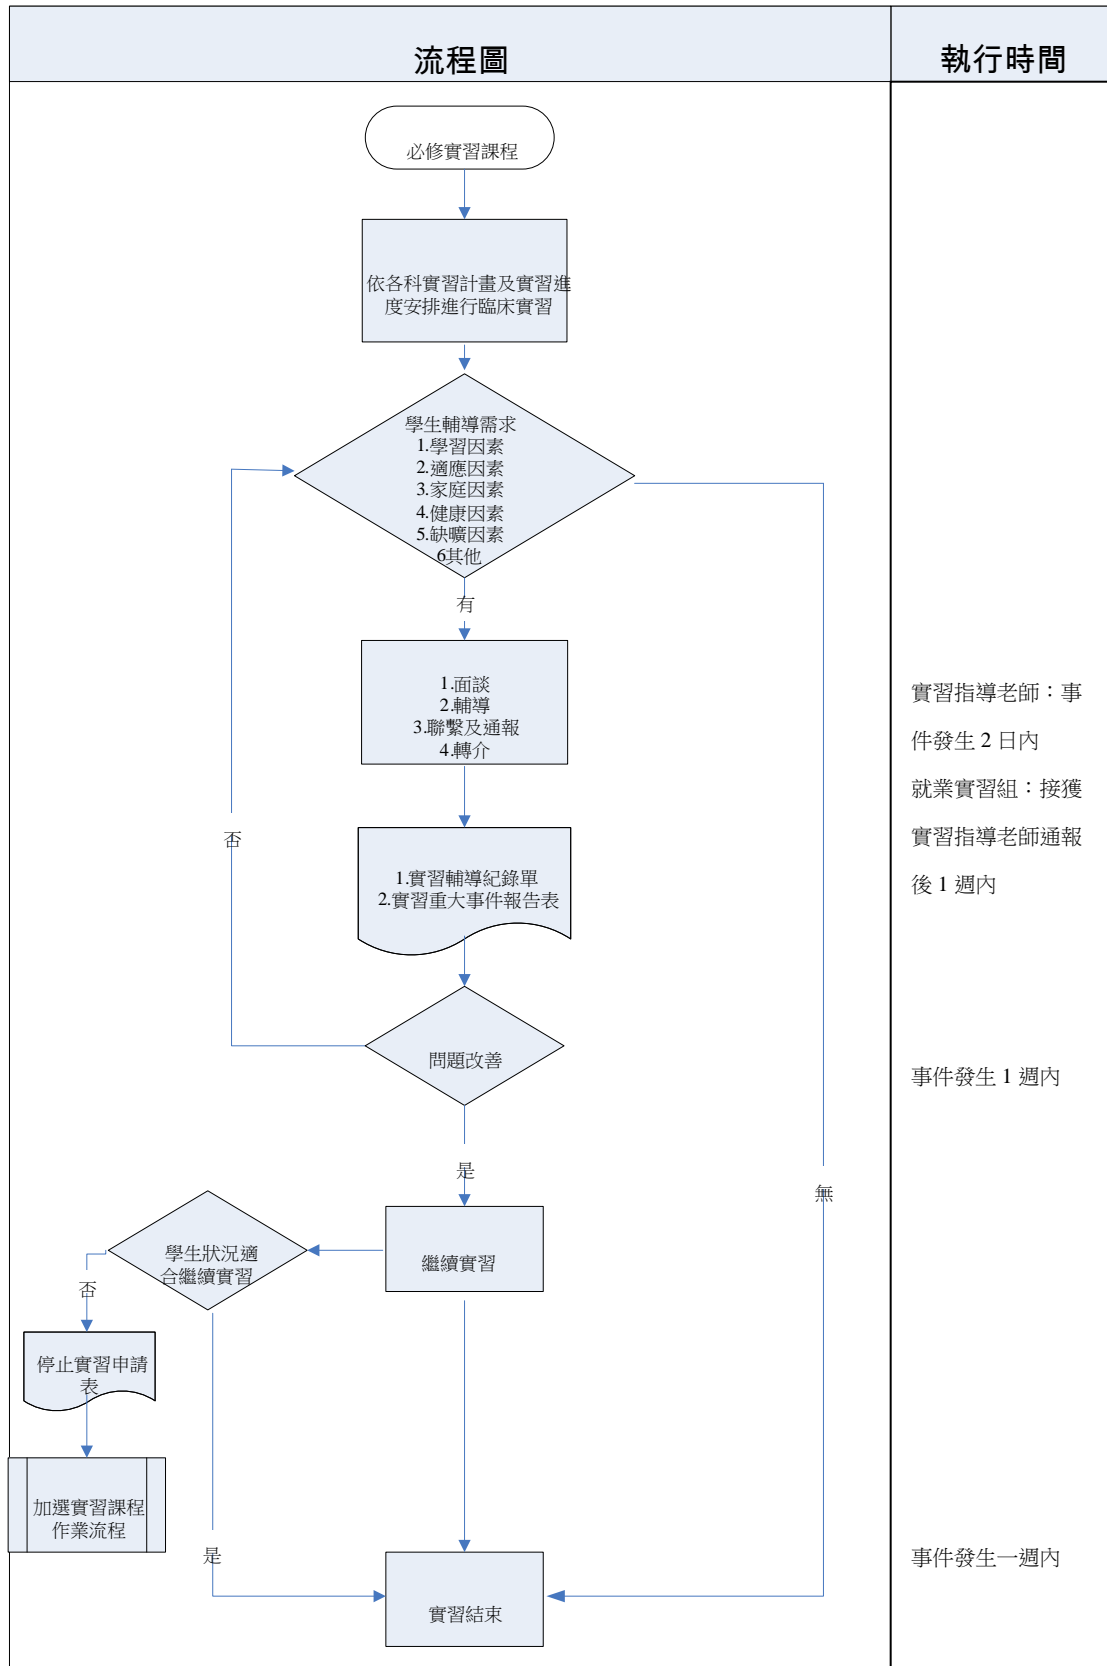 流程圖
執行時間
必修實習課程
依各科實習計畫及實習進
度安排進行臨床實習
學生輔導需求
1.學習因素
2.適應因素
3.家庭因素
4.健康因素
5.缺曠因素
6其他
有
1.面談
2.輔導
3.聯繫及通報
4.轉介
實習指導老師：事
件發生 2 日內
就業實習組：接獲
實習指導老師通報
後 1 週內
否
1.實習輔導紀錄單
2.實習重大事件報告表
問題改善
事件發生 1 週內
是
無
學生狀況適
合繼續實習
繼續實習
否
停止實習申請
表
加選實習課程
作業流程
是
事件發生一週內
實習結束